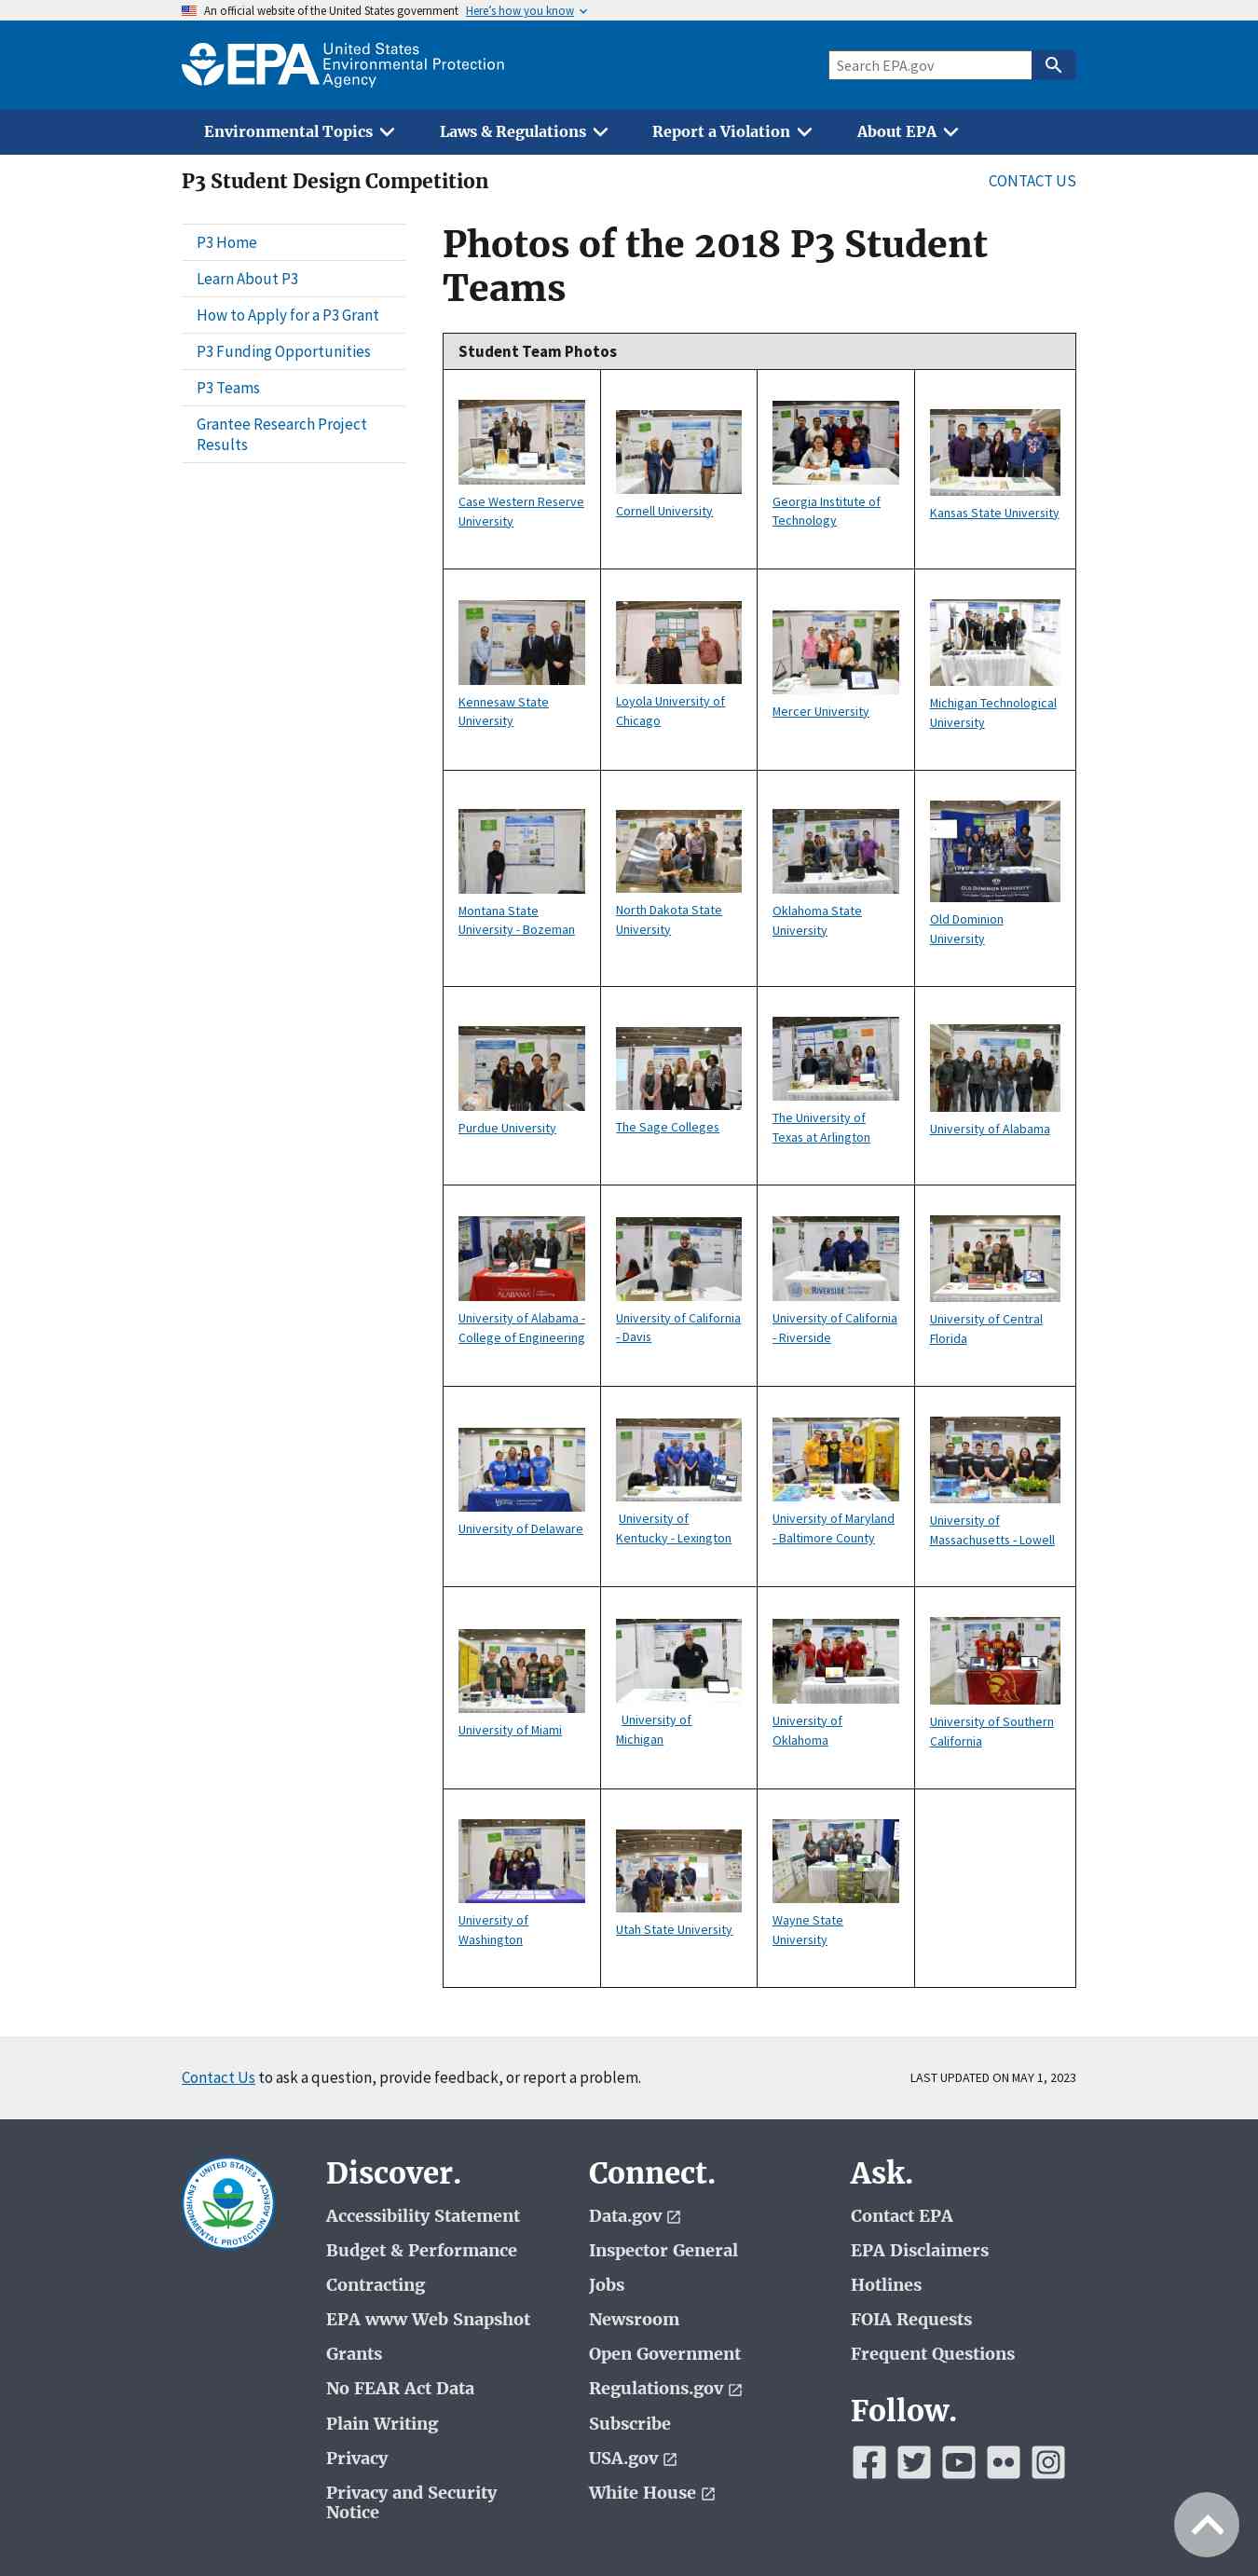 An official website of the United States government Here's how you know
EPA United States
Environmental Protection
Agency
Search EPA.gov
Environmental Topics Laws & Regulations Report a Violation About EPA
P3 Student Design Competition CONTACT US
P3 Home
Learn About P3
How to Apply for a P3 Grant
P3 Funding Opportunities
P3 Teams
Grantee Research Project
Results
Photos of the 2018 P3 Student
Teams
Student Team Photos
Case Western Reserve
University
Cornell University
Georgia Institute of
Technology
Kansas State University
Kennesaw State
University
Loyola University of
Chicago
Mercer University
Michigan Technological
University
Montana State
University - Bozeman
North Dakota State
University
Oklahoma State
University
OLD DOMINION UNIVERSITY
Old Dominion
University
Purdue University
The Sage Colleges
The University of
Texas at Arlington
University of Alabama
ALABAMA
University of Alabama -
College of Engineering
University of California
- Davis
RIVERSIDE
University of California
- Riverside
University of Central
Florida
University of Delaware
University of
Kentucky - Lexington
University of Maryland
- Baltimore County
University of
Massachusetts - Lowell
University of Miami
University of
Michigan
University of
Oklahoma
University of Southern
California
University of
Washington
Utah State University
Wayne State
University
Contact Us to ask a question, provide feedback, or report a problem. LAST UPDATED ON MAY 1, 2023
UNITED STATES
ENVIRONMENTAL PROTECTION AGENCY
Discover.
Accessibility Statement
Budget & Performance
Contracting
EPA www Web Snapshot
Grants
No FEAR Act Data
Plain Writing
Privacy
Privacy and Security
Notice
Connect.
Data.gov
Inspector General
Jobs
Newsroom
Open Government
Regulations.gov
Subscribe
USA.gov
White House
Ask.
Contact EPA
EPA Disclaimers
Hotlines
FOIA Requests
Frequent Questions
Follow.